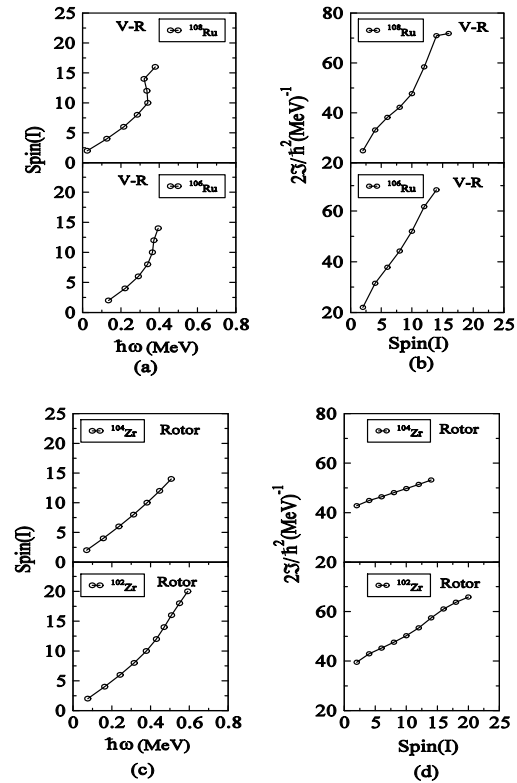 25
20
15
10
5
0
V-R
¹⁰⁸Ru
Spin(I)
20
15
10
5
0
V-R
¹⁰⁶Ru
0 0.2 0.4 0.6 0.8
ħω (MeV)
(a)
80
60
40
20
¹⁰⁸Ru
V-R
2ℑ/ħ²(MeV)⁻¹
60
40
20
¹⁰⁶Ru
V-R
0 5 10 15 20 25
Spin(I)
(b)
25
20
15
10
5
0
¹⁰⁴Zr
Rotor
Spin(I)
20
15
10
5
0
¹⁰²Zr
Rotor
0 0.2 0.4 0.6 0.8
ħω (MeV)
(c)
80
60
40
20
¹⁰⁴Zr
Rotor
2ℑ/ħ²(MeV)⁻¹
60
40
20
¹⁰²Zr
Rotor
0 5 10 15 20 25
Spin(I)
(d)